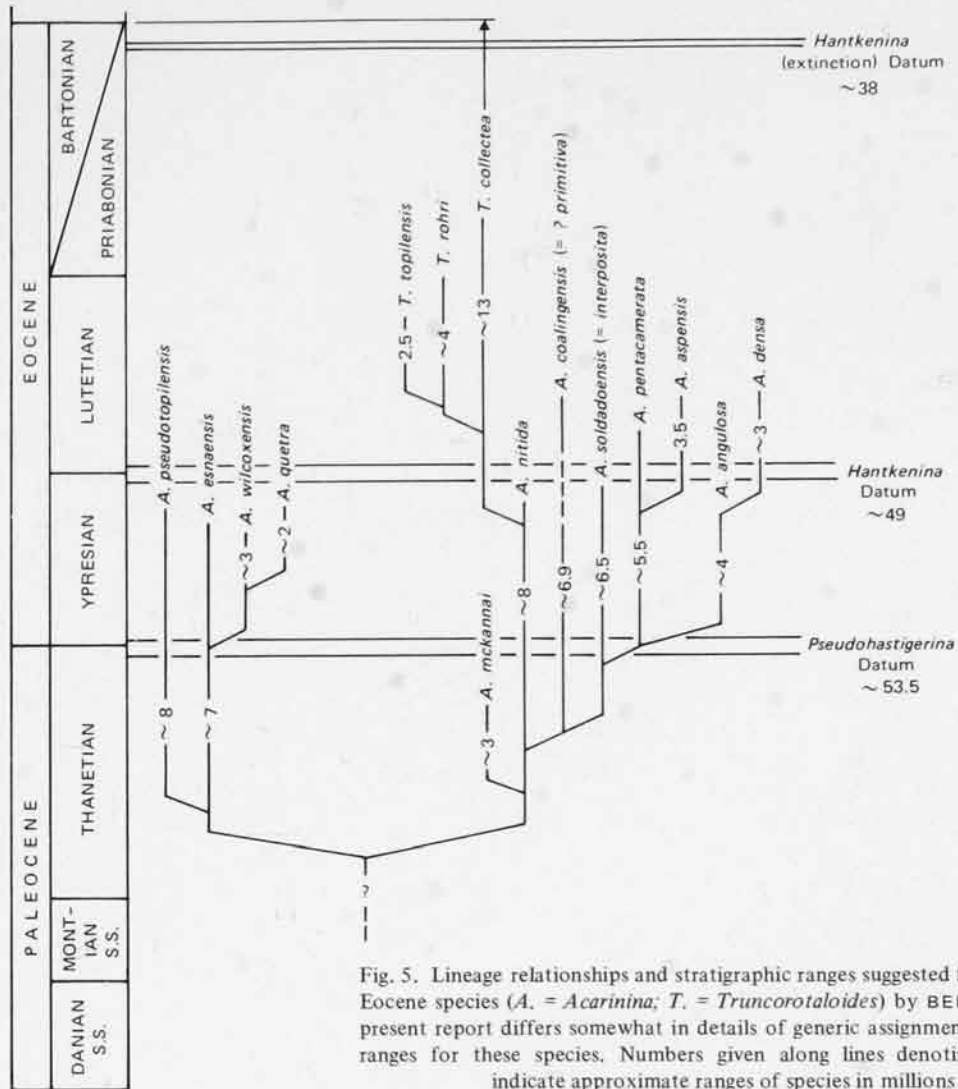 EOCENE
PALEOCENE
BARTONIAN
PRIABONIAN
LUTETIAN
YPRESIAN
THANETIAN
MONT-
IAN
S.S.
DANIAN
S.S.
Hantkenina
(extinction) Datum
~38
Hantkenina
Datum
~49
Pseudohastigerina
Datum
~ 53.5
~8 A. pseudotopilensis
~7 A. esnaensis
~3 — A. wilcoxensis
~2 — A. quetra
2.5 — T. topilensis
~4 — T. rohri
~13 T. collectea
~3 — A. mckannai
~8 A. nitida
~6.9 A. coalingensis (= ? primitiva)
~6.5 A. soldadoensis (= interposita)
~5.5 A. pentacamerata
3.5 — A. aspensis
~4 A. angulosa
~3 — A. densa
?
Fig. 5. Lineage relationships and stratigraphic ranges suggested
Eocene species (A. = Acarinina; T. = Truncorotaloides) by
present report differs somewhat in details of generic
ranges for these species. Numbers given along lines
indicate approximate ranges of species in millions